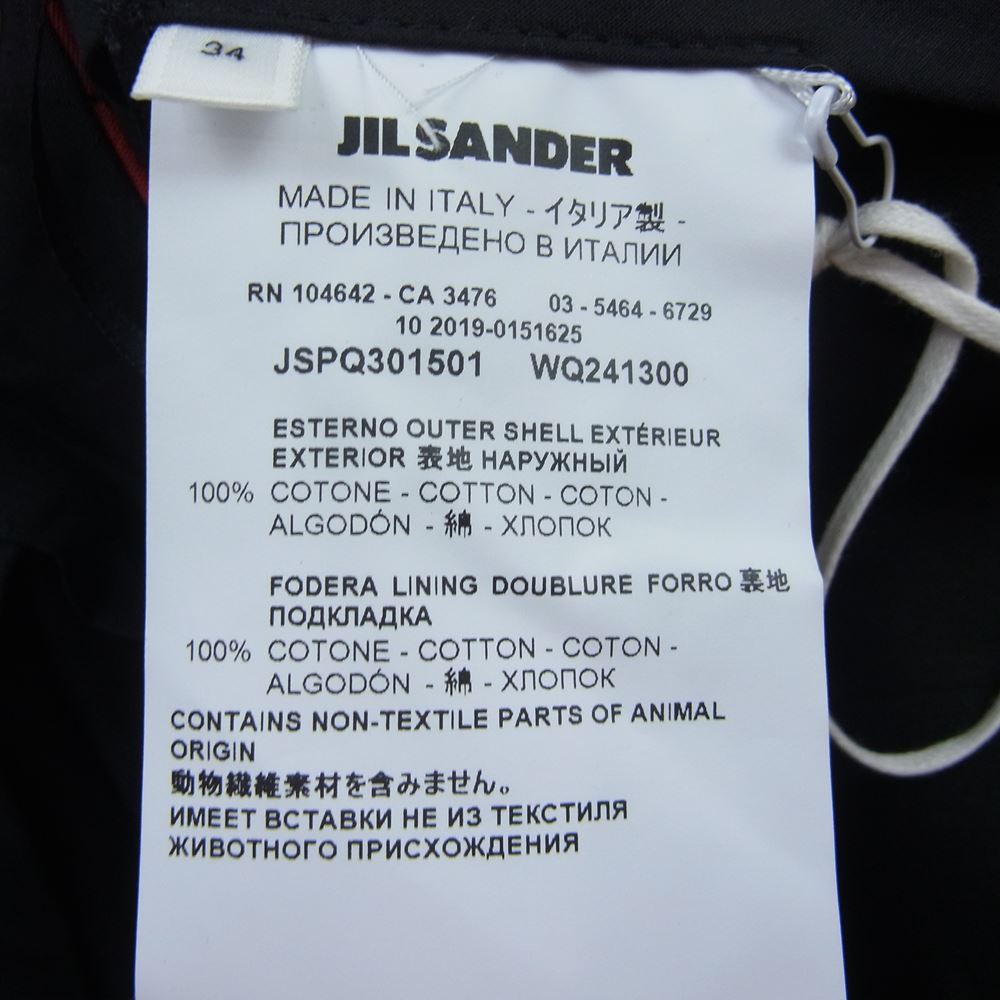 34
JIL SANDER
MADE IN ITALY - イタリア製 -
ПРОИЗВЕДЕНО В ИТАЛИИ
RN 104642 - CA 3476 03 - 5464 - 6729
10 2019-0151625
JSPQ301501 WQ241300
ESTERNO OUTER SHELL EXTÉRIEUR
EXTERIOR 表地 НАРУЖНЫЙ
100% COTONE - COTTON - COTON -
ALGODÓN - 綿 - ХЛОПОК
FODERA LINING DOUBLURE FORRO 裏地
ПОДКЛАДКА
100% COTONE - COTTON - COTON -
ALGODÓN - 綿 - ХЛОПОК
CONTAINS NON-TEXTILE PARTS OF ANIMAL
ORIGIN
動物繊維素材を含みません。
ИМЕЕТ ВСТАВКИ НЕ ИЗ ТЕКСТИЛЯ
ЖИВОТНОГО ПРИСХОЖДЕНИЯ